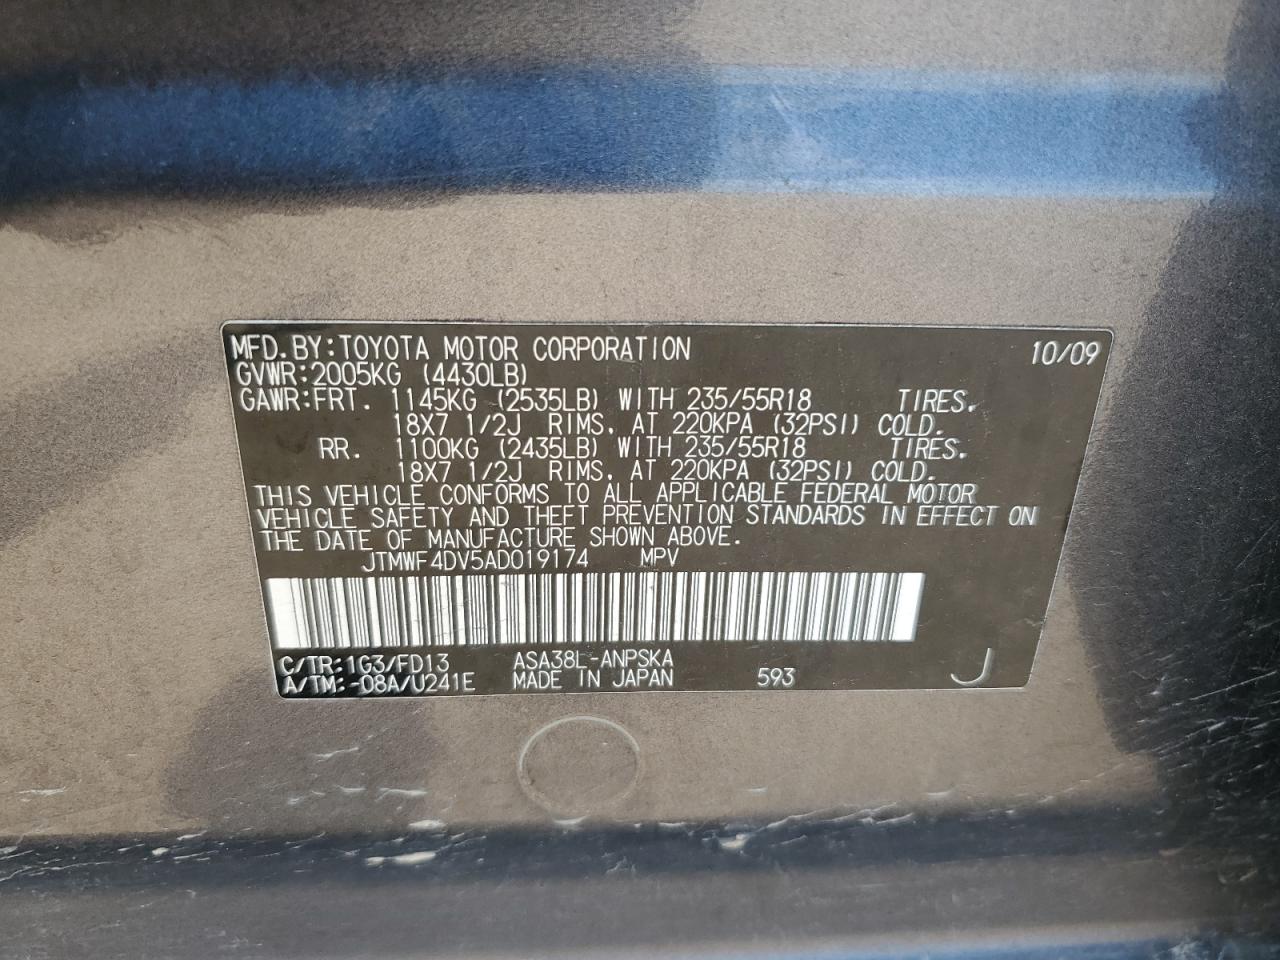 MFD.BY:TOYOTA MOTOR CORPORATION 10/09
GVWR:2005KG (4430LB)
GAWR:FRT. 1145KG (2535LB) WITH 235/55R18 TIRES.
18X7 1/2J RIMS, AT 220KPA (32PSI) COLD.
RR. 1100KG (2435LB) WITH 235/55R18 TIRES.
18X7 1/2J RIMS, AT 220KPA (32PSI) COLD.
THIS VEHICLE CONFORMS TO ALL APPLICABLE FEDERAL MOTOR
VEHICLE SAFETY AND THEFT PREVENTION STANDARDS IN EFFECT ON
THE DATE OF MANUFACTURE SHOWN ABOVE.
JTMWF4DV5AD019174 MPV
C/TR:1G3/FD13 ASA38L-ANPSKA
A/TM:-08A/U241E MADE IN JAPAN 593 J